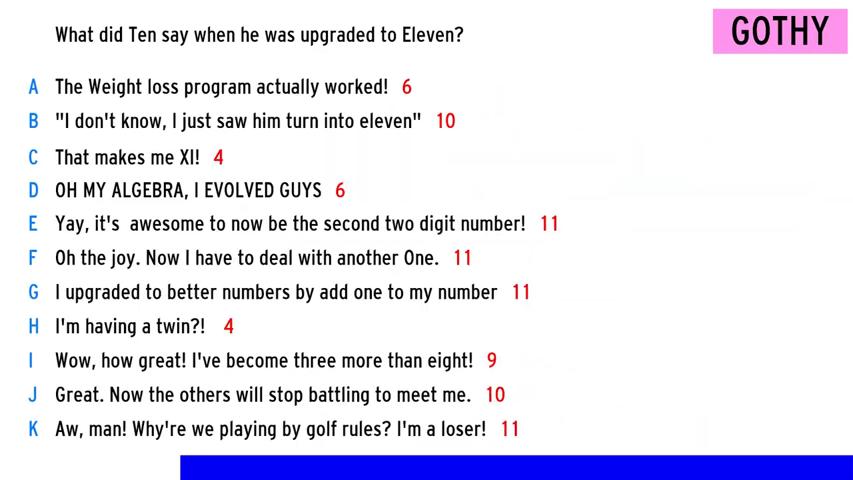 What did Ten say when he was upgraded to Eleven?
GOTHY
A The Weight loss program actually worked! 6
B "I don't know, I just saw him turn into eleven" 10
C That makes me XI! 4
D OH MY ALGEBRA, I EVOLVED GUYS 6
E Yay, it's awesome to now be the second two digit number! 11
F Oh the joy. Now I have to deal with another One. 11
G I upgraded to better numbers by add one to my number 11
H I'm having a twin?! 4
I Wow, how great! I've become three more than eight! 9
J Great. Now the others will stop battling to meet me. 10
K Aw, man! Why're we playing by golf rules? I'm a loser! 11